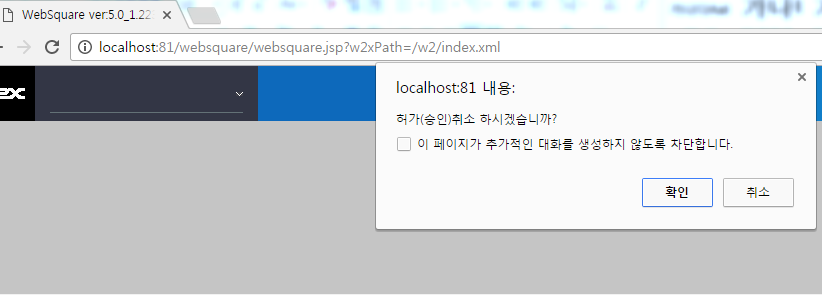 WebSquare ver:5.0_1.22
localhost:81/websquare/websquare.jsp?w2xPath=/w2/index.xml
ex
localhost:81 내용:
허가(승인)취소 하시겠습니까?
이 페이지가 추가적인 대화를 생성하지 않도록 차단합니다.
확인
취소